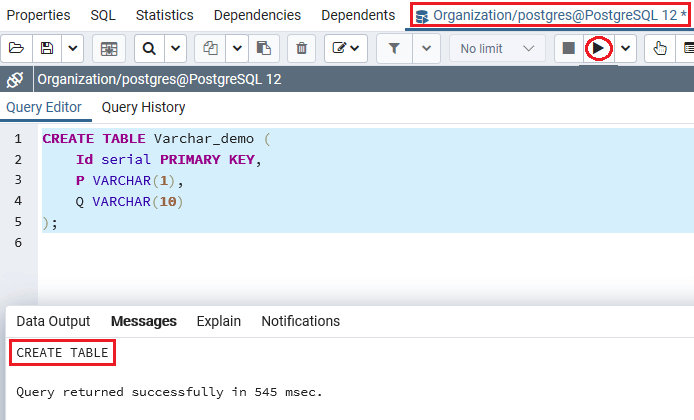 Properties SQL Statistics Dependencies Dependents Organization/postgres@PostgreSQL 12 *
No limit
Organization/postgres@PostgreSQL 12
Query Editor Query History
1 CREATE TABLE Varchar_demo (
2 Id serial PRIMARY KEY,
3 P VARCHAR(1),
4 Q VARCHAR(10)
5 );
6
Data Output Messages Explain Notifications
CREATE TABLE
Query returned successfully in 545 msec.